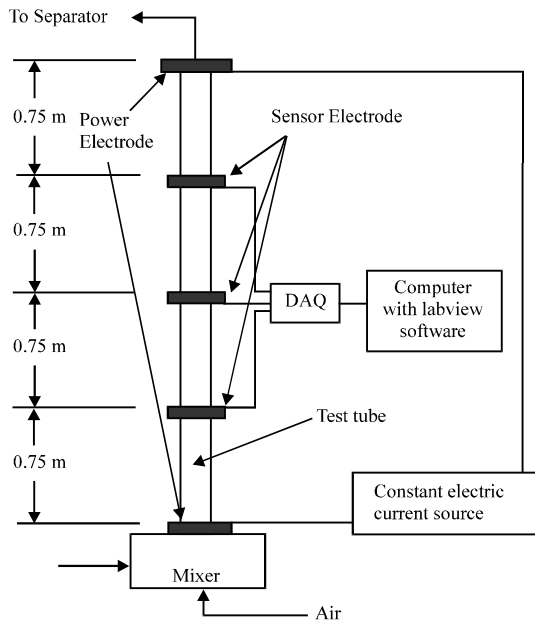 To Separator
0.75 m
Power
Electrode
Sensor Electrode
0.75 m
DAQ
Computer
with labview
software
0.75 m
Test tube
0.75 m
Constant electric
current source
Mixer
Air